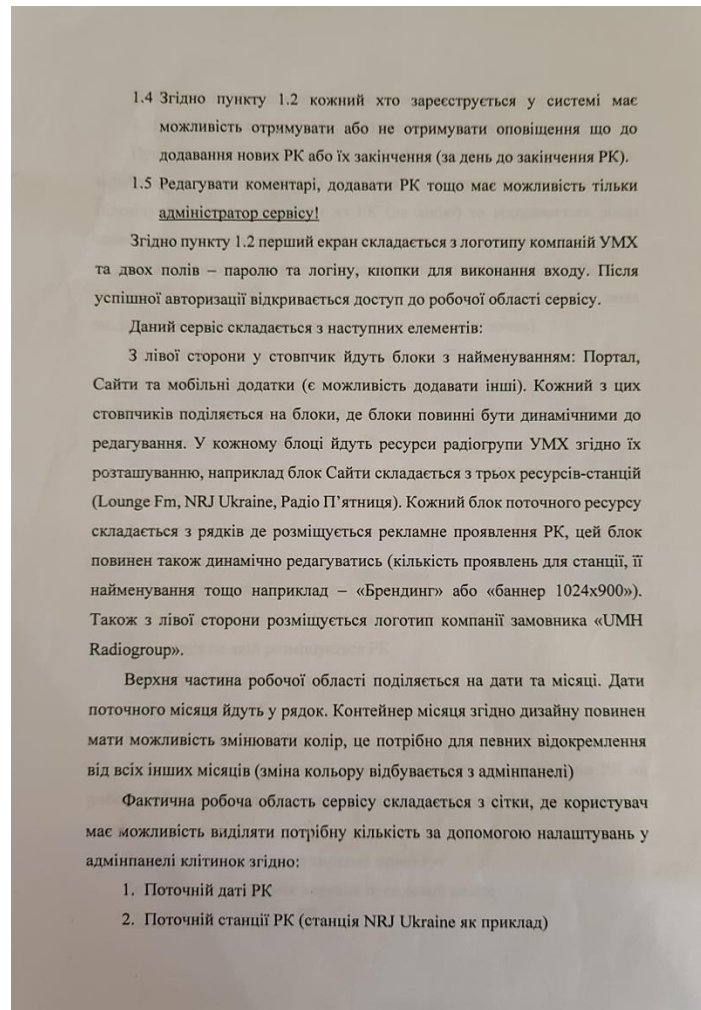 1.4 Згідно пункту 1.2 кожний хто зареєструється у системі має
можливість отримувати або не отримувати оповіщення що до
додавання нових РК або їх закінчення (за день до закінчення РК).
1.5 Редагувати коментарі, додавати РК тощо має можливість тільки
адміністратор сервісу!
Згідно пункту 1.2 перший екран складається з логотипу компаній УМХ
та двох полів – паролю та логіну, кнопки для виконання входу. Після
успішної авторизації відкривається доступ до робочої області сервісу.
Даний сервіс складається з наступних елементів:
З лівої сторони у стовпчик йдуть блоки з найменуванням: Портал,
Сайти та мобільні додатки (є можливість додавати інші). Кожний з цих
стовпчиків поділяється на блоки, де блоки повинні бути динамічними до
редагування. У кожному блоці йдуть ресурси радіогрупи УМХ згідно їх
розташуванню, наприклад блок Сайти складається з трьох ресурсів-станцій
(Lounge Fm, NRJ Ukraine, Радіо П’ятниця). Кожний блок поточного ресурсу
складається з рядків де розміщується рекламне проявлення РК, цей блок
повинен також динамічно редагуватись (кількість проявлень для станції, її
найменування тощо наприклад – «Брендинг» або «баннер 1024х900»).
Також з лівої сторони розміщується логотип компанії замовника «UMH
Radiogroup».
Верхня частина робочої області поділяється на дати та місяці. Дати
поточного місяця йдуть у рядок. Контейнер місяця згідно дизайну повинен
мати можливість змінювати колір, це потрібно для певних відокремлення
від всіх інших місяців (зміна кольору відбувається з адмінпанелі)
Фактична робоча область сервісу складається з сітки, де користувач
має можливість виділяти потрібну кількість за допомогою налаштувань у
адмінпанелі клітинок згідно:
1. Поточній даті РК
2. Поточній станції РК (станція NRJ Ukraine як приклад)